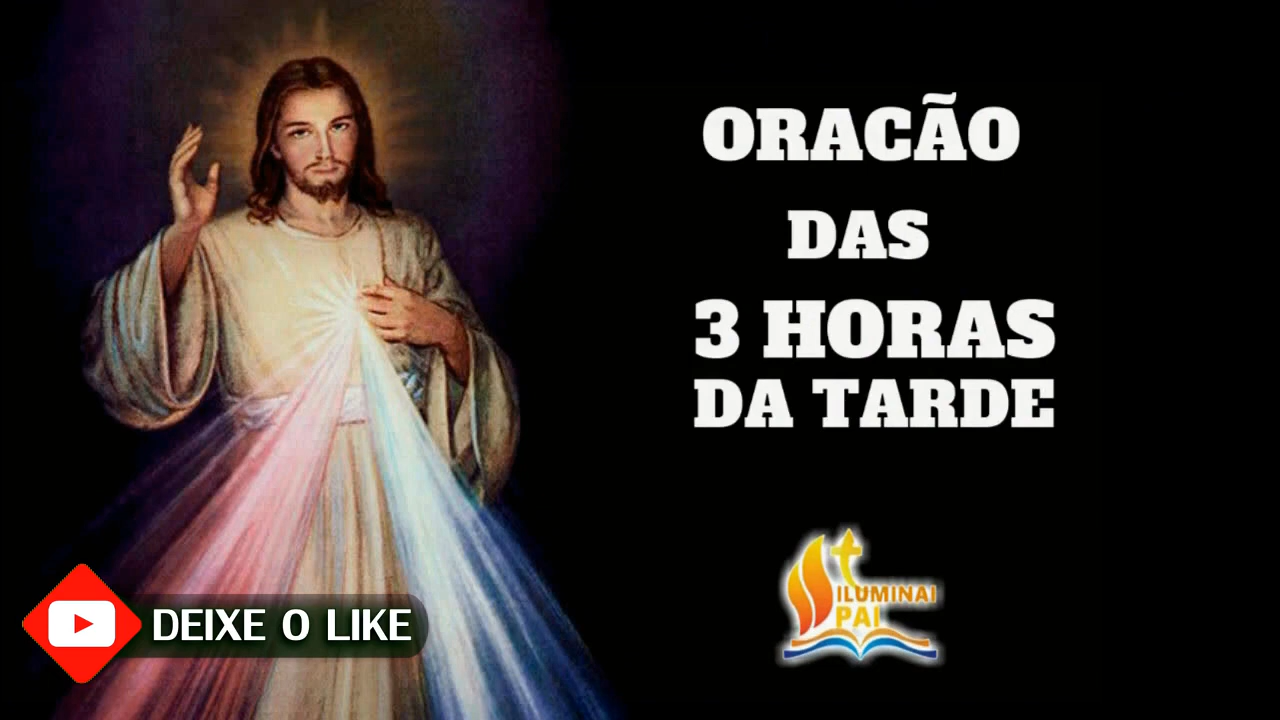 ORACÃO
DAS
3 HORAS
DA TARDE
ILUMINAI
PAI
DEIXE O LIKE